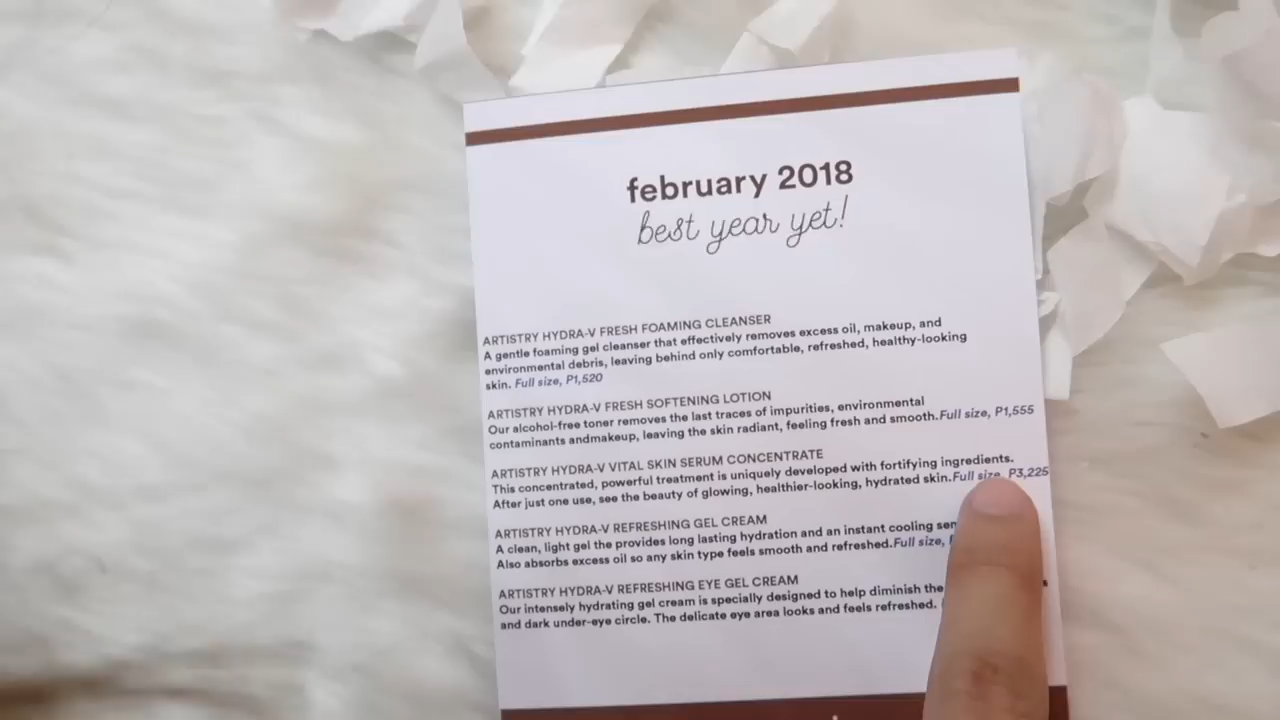 february 2018
best year yet!
ARTISTRY HYDRA-V FRESH FOAMING CLEANSER
A gentle foaming gel cleanser that effectively removes excess oil, makeup, and
environmental debris, leaving behind only comfortable, refreshed, healthy-looking
skin. Full size, P1,520
ARTISTRY HYDRA-V FRESH SOFTENING LOTION
Our alcohol-free toner removes the last traces of impurities, environmental
contaminants andmakeup, leaving the skin radiant, feeling fresh and smooth.Full size, P1,555
ARTISTRY HYDRA-V VITAL SKIN SERUM CONCENTRATE
This concentrated, powerful treatment is uniquely developed with fortifying ingredients.
After just one use, see the beauty of glowing, healthier-looking, hydrated skin.Full size, P3,225
ARTISTRY HYDRA-V REFRESHING GEL CREAM
A clean, light gel the provides long lasting hydration and an instant cooling
Also absorbs excess oil so any skin type feels smooth and refreshed.Full size,
ARTISTRY HYDRA-V REFRESHING EYE GEL CREAM
Our intensely hydrating gel cream is specially designed to help diminish the
and dark under-eye circle. The delicate eye area looks and feels refreshed.